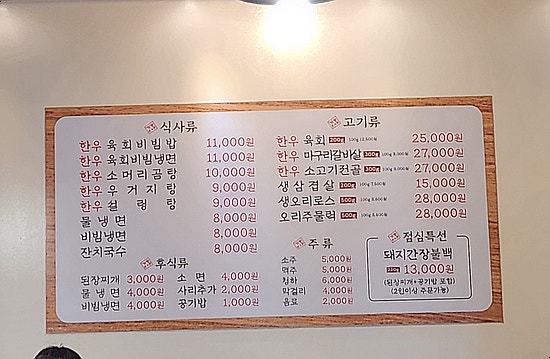 식사류
한우 육회비빔밥 11,000원
한우 육회비빔냉면 11,000원
한우 소머리곰탕 10,000원
한우 우거지탕 9,000원
한우 설렁탕 9,000원
물냉면 8,000원
비빔냉면 8,000원
잔치국수 8,000원
후식류
된장찌개 3,000원 소면 4,000원
물냉면 4,000원 사리추가 2,000원
비빔냉면 4,000원 공기밥 1,000원
고기류
한우 육회 200g 25,000원
한우 마구리갈비살 300g 27,000원
한우 소고기전골 300g 27,000원
생삼겹살 200g 15,000원
생오리로스 500g 28,000원
오리주물럭 500g 28,000원
주류
소주 5,000원
맥주 5,000원
청하 6,000원
막걸리 4,000원
음료 2,000원
점심특선
돼지간장불백
13,000원
(된장찌개+공기밥 포함)
(2인이상 주문가능)